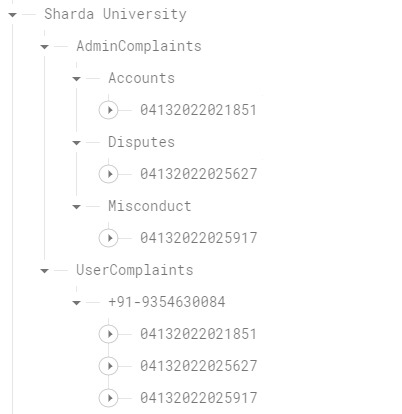 Sharda University
AdminComplaints
Accounts
04132022021851
Disputes
04132022025627
Misconduct
04132022025917
UserComplaints
+91-9354630084
04132022021851
04132022025627
04132022025917